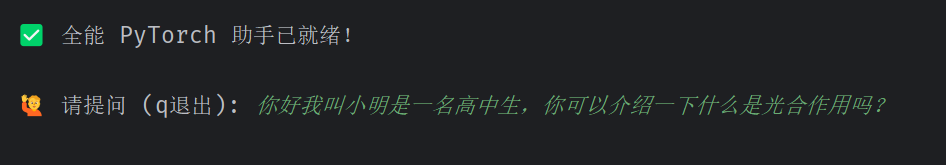 ✅ 全能 PyTorch 助手已就绪!
🙋 请提问 (q退出): 你好我叫小明是一名高中生，你可以介绍一下什么是光合作用吗？